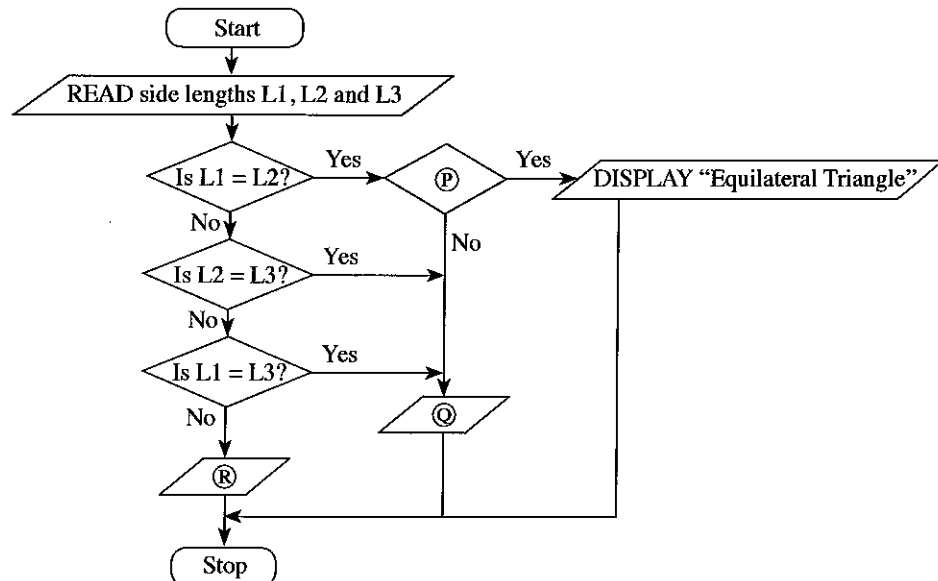 Start
READ side lengths L1, L2 and L3
Is L1 = L2?
Yes
Ⓟ
Yes
DISPLAY “Equilateral Triangle”
No
No
Is L2 = L3?
Yes
No
Is L1 = L3?
Yes
No
Ⓠ
Ⓡ
Stop